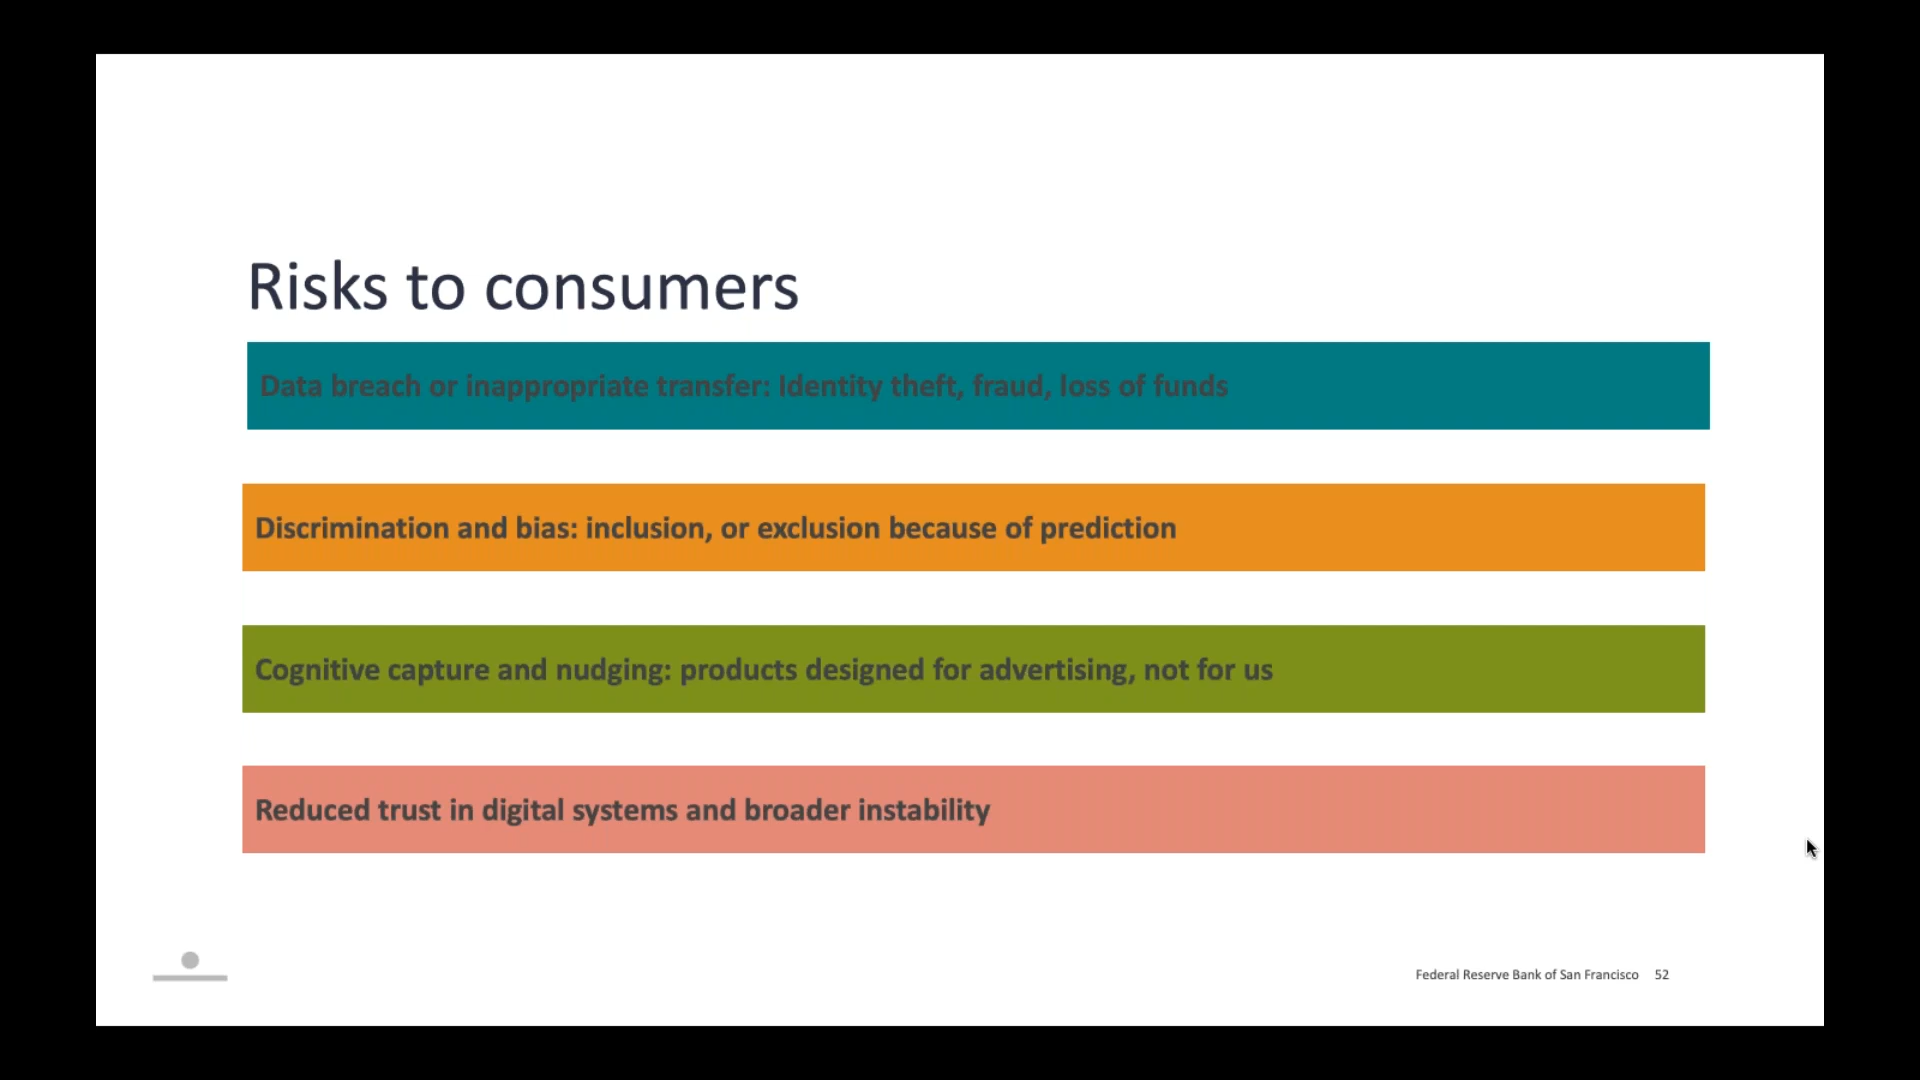 Risks to consumers
Data breach or inappropriate transfer: Identity theft, fraud, loss of funds
Discrimination and bias: inclusion, or exclusion because of prediction
Cognitive capture and nudging: products designed for advertising, not for us
Reduced trust in digital systems and broader instability
Federal Reserve Bank of San Francisco 52